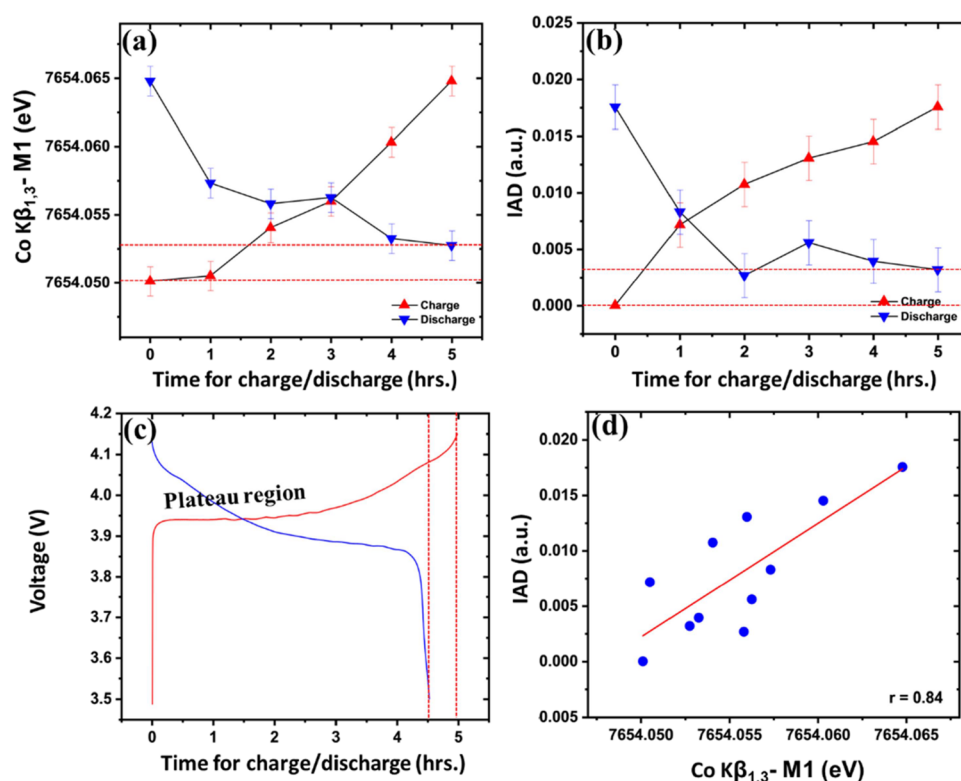 (a)
Co Kβ1,3- M1 (eV)
7654.065
7654.060
7654.055
7654.050
0 1 2 3 4 5
Time for charge/discharge (hrs.)
Charge
Discharge
(b)
IAD (a.u.)
0.025
0.020
0.015
0.010
0.005
0.000
0 1 2 3 4 5
Time for charge/discharge (hrs.)
Charge
Discharge
(c)
Voltage (V)
4.2
4.1
4.0
3.9
3.8
3.7
3.6
3.5
Plateau region
0 1 2 3 4 5
Time for charge/discharge (hrs.)
(d)
IAD (a.u.)
0.020
0.015
0.010
0.005
0.000
0.005
r = 0.84
7654.050 7654.055 7654.060 7654.065
Co Kβ1,3- M1 (eV)